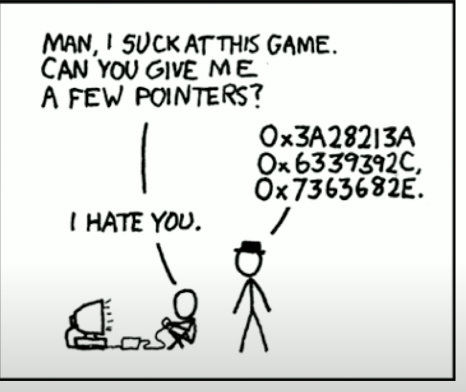 MAN, I SUCK AT THIS GAME.
CAN YOU GIVE ME
A FEW POINTERS?
0x3A28213A
0x6339392C,
0x7363682E.
I HATE YOU.